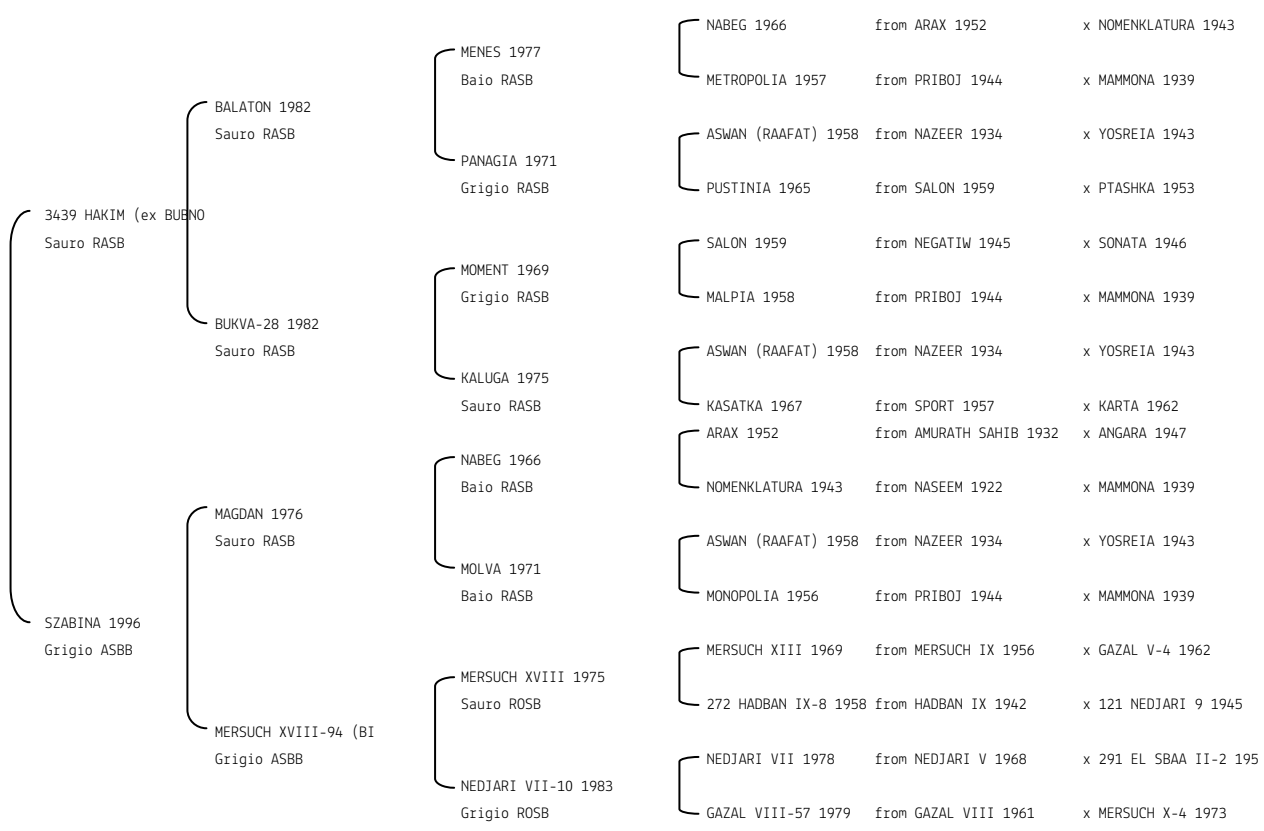 NABEG 1966 from ARAX 1952 x NOMENKLATURA 1943
MENES 1977
Baio RASB
METROPOLIA 1957 from PRIBOJ 1944 x MAMMONA 1939
BALATON 1982
Sauro RASB
ASWAN (RAAFAT) 1958 from NAZEER 1934 x YOSREIA 1943
PANAGIA 1971
Grigio RASB
PUSTINIA 1965 from SALON 1959 x PTASHKA 1953
3439 HAKIM (ex BUENO
Sauro RASB
SALON 1959 from NEGATIW 1945 x SONATA 1946
MOMENT 1969
Grigio RASB
MALPIA 1958 from PRIBOJ 1944 x MAMMONA 1939
BUKVA-28 1982
Sauro RASB
ASWAN (RAAFAT) 1958 from NAZEER 1934 x YOSREIA 1943
KALUGA 1975
Sauro RASB
KASATKA 1967 from SPORT 1957 x KARTA 1962
ARAX 1952 from AMURATH SAHIB 1932 x ANGARA 1947
NABEG 1966
Baio RASB
NOMENKLATURA 1943 from NASEEM 1922 x MAMMONA 1939
MAGDAN 1976
Sauro RASB
ASWAN (RAAFAT) 1958 from NAZEER 1934 x YOSREIA 1943
MOLVA 1971
Baio RASB
MONOPOLIA 1956 from PRIBOJ 1944 x MAMMONA 1939
SZABINA 1996
Grigio ASBB
MERSUCH XIII 1969 from MERSUCH IX 1956 x GAZAL V-4 1962
MERSUCH XVIII 1975
Sauro ROSB
272 HADBAN IX-8 1958 from HADBAN IX 1942 x 121 NEDJARI 9 1945
MERSUCH XVIII-94 (BI
Grigio ASBB
NEDJARI VII 1978 from NEDJARI V 1968 x 291 EL SBAA II-2 195
NEDJARI VII-10 1983
Grigio ROSB
GAZAL VIII-57 1979 from GAZAL VIII 1961 x MERSUCH X-4 1973